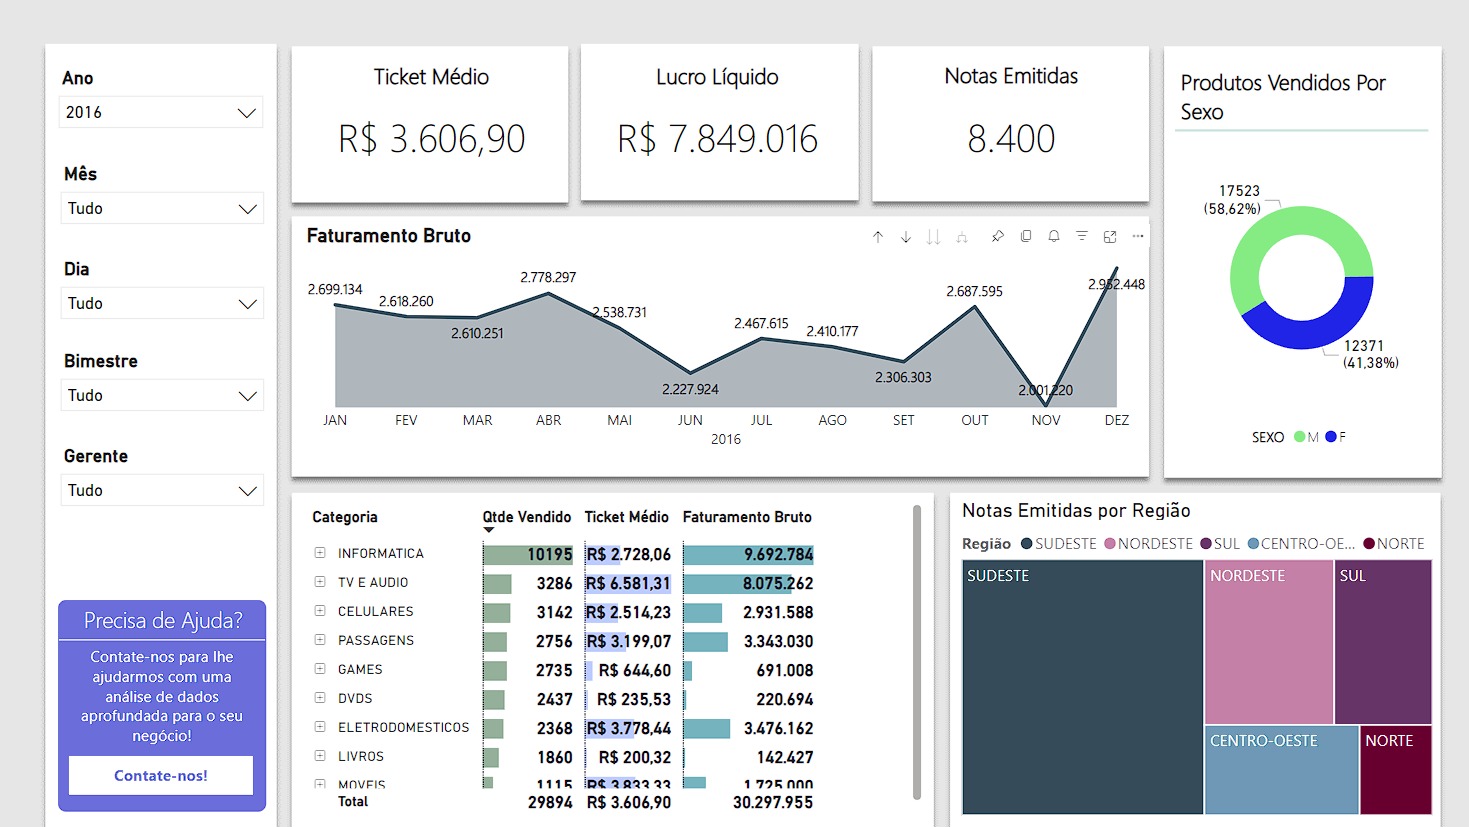 Ano
2016
Mês
Tudo
Dia
Tudo
Bimestre
Tudo
Gerente
Tudo
Precisa de Ajuda?
Contate-nos para lhe
ajudarmos com uma
análise de dados
aprofundada para o seu
negócio!
Contate-nos!
Ticket Médio
R$ 3.606,90
Lucro Líquido
R$ 7.849.016
Notas Emitidas
8.400
Faturamento Bruto
2.699.134
2.618.260
2.610.251
2.778.297
2.538.731
2.227.924
2.467.615
2.410.177
2.306.303
2.687.595
2.001.220
2.952.448
JAN FEV MAR ABR MAI JUN JUL AGO SET OUT NOV DEZ
2016
Produtos Vendidos Por
Sexo
17523
(58,62%)
12371
(41,38%)
SEXO M F
Categoria Qtde Vendido Ticket Médio Faturamento Bruto
INFORMATICA 10195 R$ 2.728,06 9.692.784
TV E AUDIO 3286 R$ 6.581,31 8.075.262
CELULARES 3142 R$ 2.514,23 2.931.588
PASSAGENS 2756 R$ 3.199,07 3.343.030
GAMES 2735 R$ 644,60 691.008
DVDS 2437 R$ 235,53 220.694
ELETRODOMESTICOS 2368 R$ 3.778,44 3.476.162
LIVROS 1860 R$ 200,32 142.427
MOVEIS 1115 R$ 3.833,33 1.725.000
Total 29894 R$ 3.606,90 30.297.955
Notas Emitidas por Região
Região SUDESTE NORDESTE SUL CENTRO-OE... NORTE
SUDESTE
NORDESTE
SUL
CENTRO-OESTE
NORTE